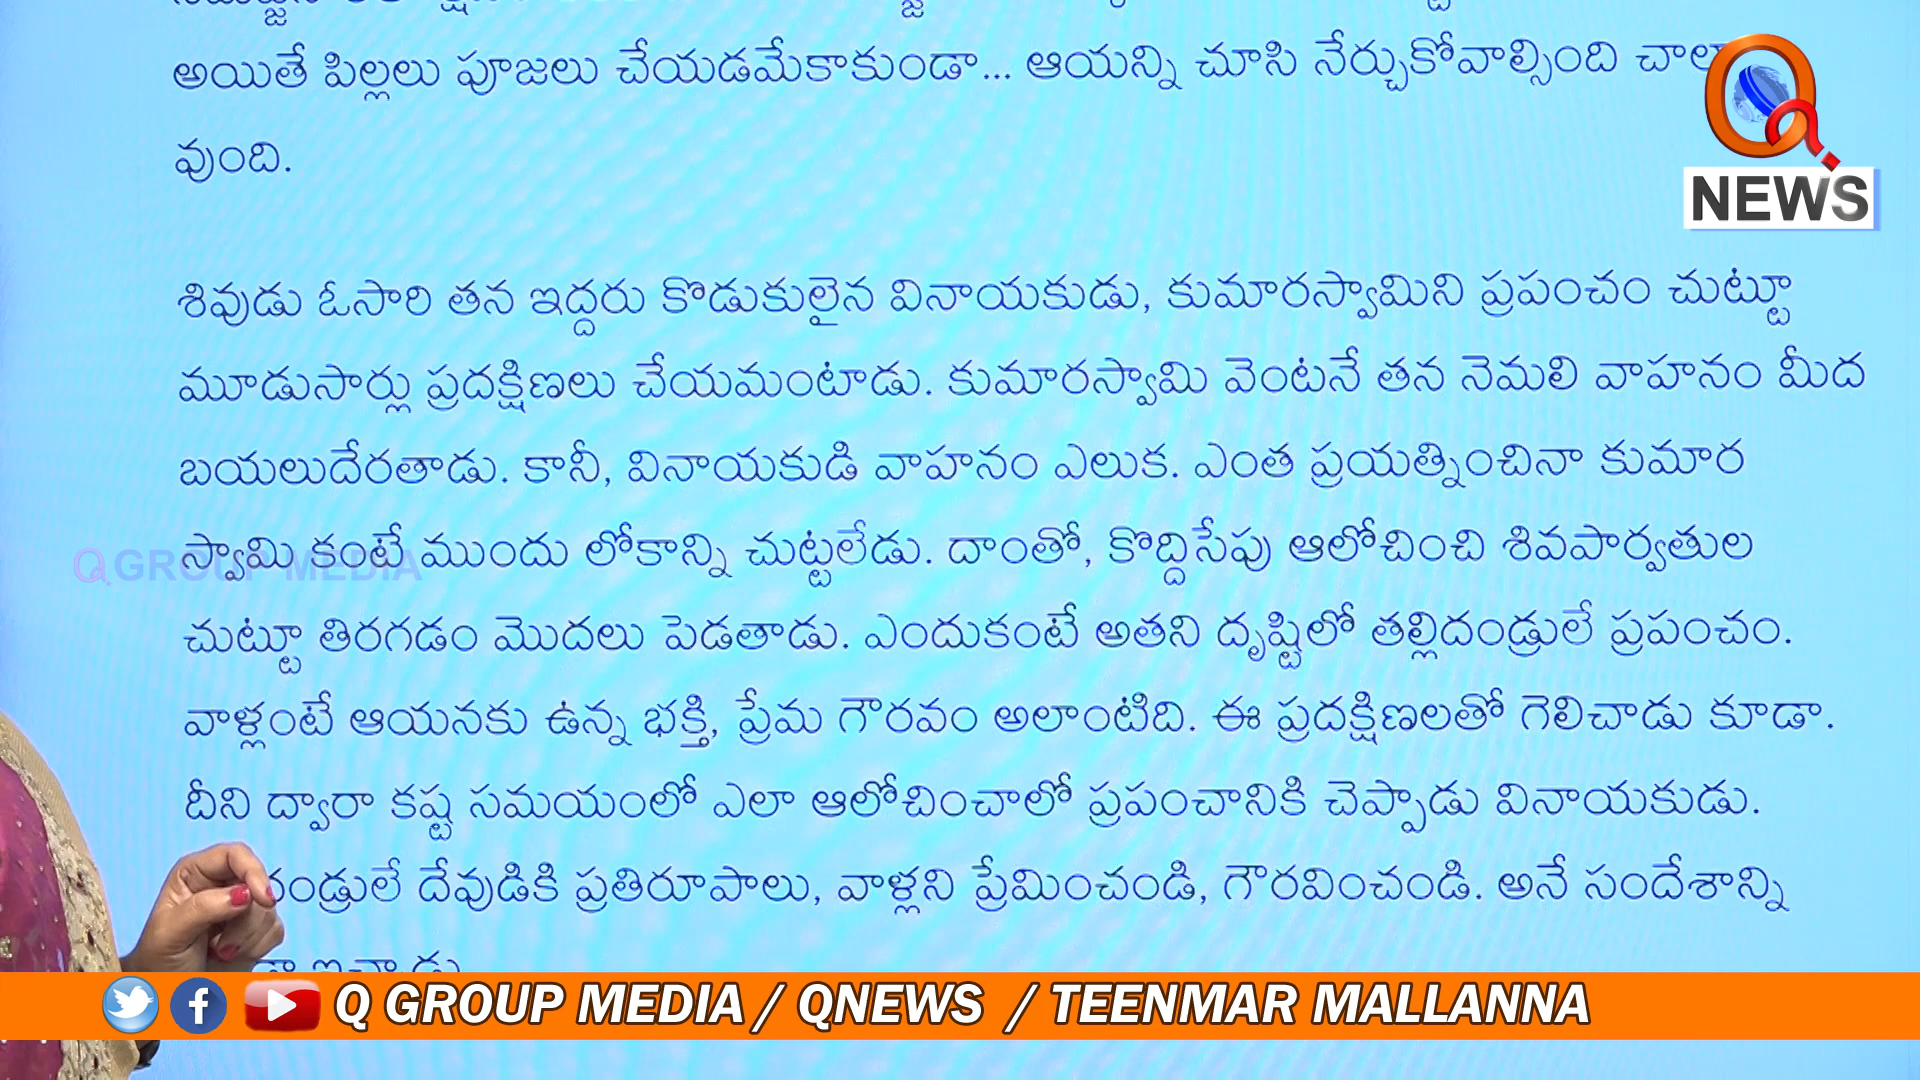 అయితే పిల్లలు పూజలు చేయడమేకాకుండా... ఆయన్ని చూసి నేర్చుకోవాల్సింది చాలా
వుంది.
NEWS
శివుడు ఓసారి తన ఇద్దరు కొడుకులైన వినాయకుడు, కుమారస్వామిని ప్రపంచం చుట్టూ
మూడుసార్లు ప్రదక్షిణలు చేయమంటాడు. కుమారస్వామి వెంటనే తన నెమలి వాహనం మీద
బయలుదేరతాడు. కానీ, వినాయకుడి వాహనం ఎలుక. ఎంత ప్రయత్నించినా కుమార
స్వామి కంటే ముందు లోకాన్ని చుట్టలేడు. దాంతో, కొద్దిసేపు ఆలోచించి శివపార్వతుల
Q GROUP MEDIA
చుట్టూ తిరగడం మొదలు పెడతాడు. ఎందుకంటే అతని దృష్టిలో తల్లిదండ్రులే ప్రపంచం.
వాళ్లంటే ఆయనకు ఉన్న భక్తి, ప్రేమ గౌరవం అలాంటిది. ఈ ప్రదక్షిణలతో గెలిచాడు కూడా.
దీని ద్వారా కష్ట సమయంలో ఎలా ఆలోచించాలో ప్రపంచానికి చెప్పాడు వినాయకుడు.
దేవుడికి ప్రతిరూపాలు, వాళ్లని ప్రేమించండి, గౌరవించండి. అనే సందేశాన్ని
Q GROUP MEDIA / QNEWS / TEENMAR MALLANNA